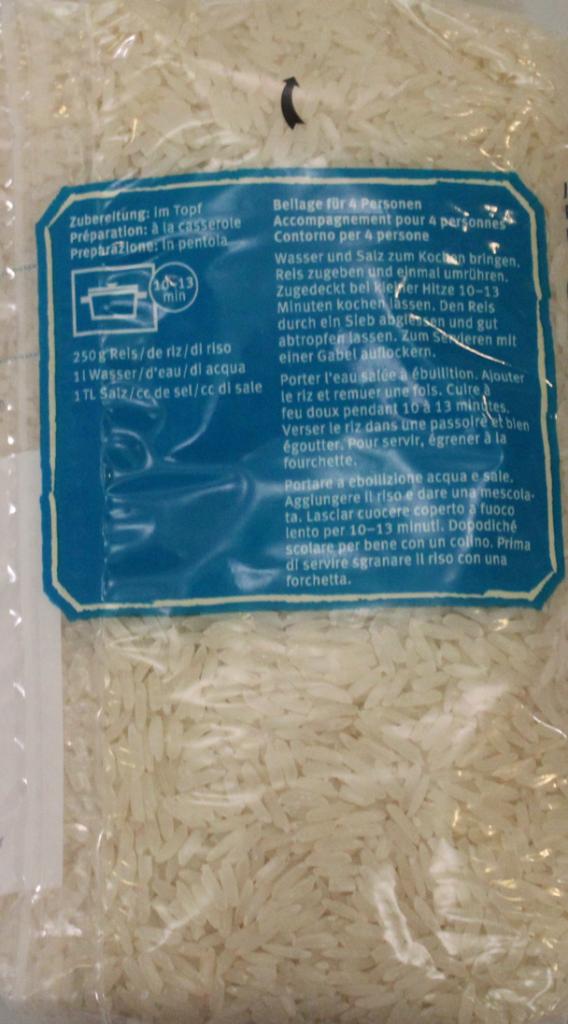 Zubereitung: im Topf
Préparation: à la casserole
Preparazione: in pentola
10–13
min
250g Reis/de riz/di riso
1l Wasser/d'eau/di acqua
1TL Salz/cc de sel/cc di sale
Beilage für 4 Personen
Accompagnement pour 4 personnes
Contorno per 4 persone
Wasser und Salz zum Kochen bringen.
Reis zugeben und einmal umrühren.
Zugedeckt bei kleiner Hitze 10–13
Minuten kochen lassen. Den Reis
durch ein Sieb abgiessen und gut
abtropfen lassen. Zum Servieren mit
einer Gabel auflockern.
Porter l'eau salée à ébullition. Ajouter
le riz et remuer une fois. Cuire à
feu doux pendant 10 à 13 minutes.
Verser le riz dans une passoire et bien
égoutter. Pour servir, égrener à la
fourchette.
Portare a ebollizione acqua e sale.
Aggiungere il riso e dare una mescola-
ta. Lasciar cuocere coperto a fuoco
lento per 10–13 minuti. Dopodiché
scolare per bene con un colino. Prima
di servire sgranare il riso con una
forchetta.